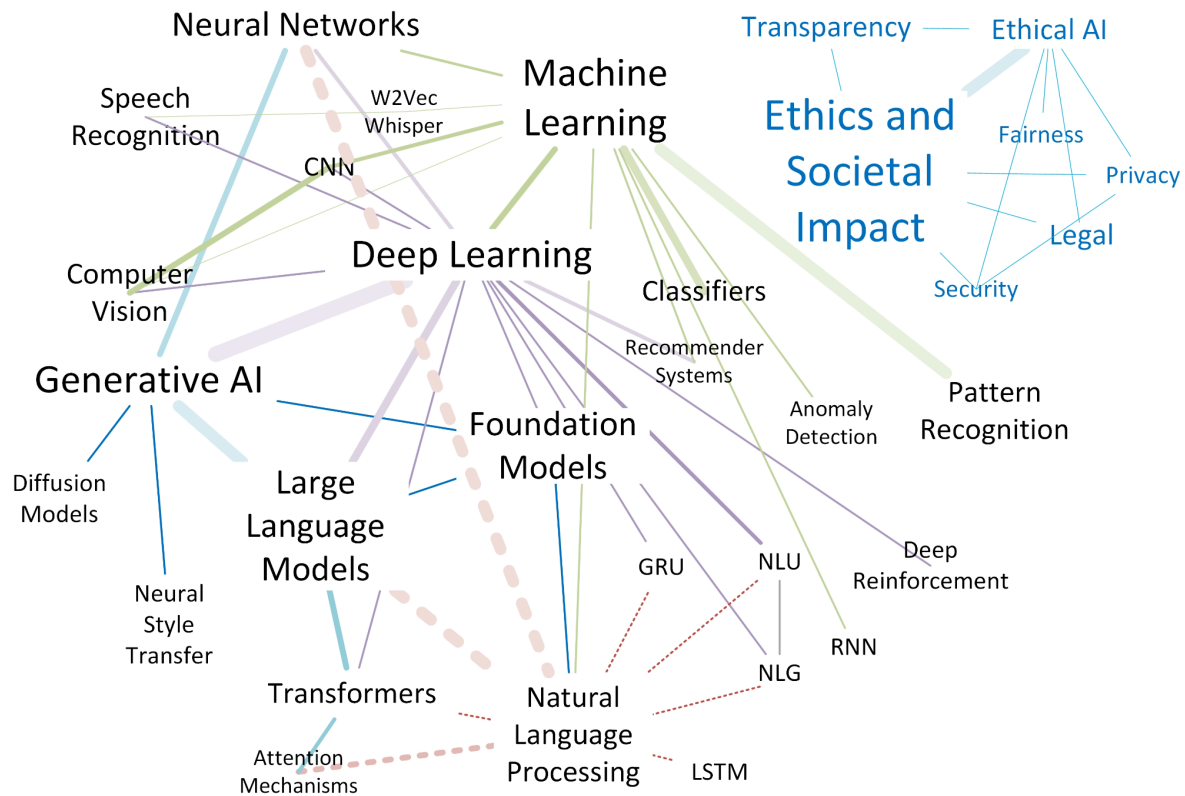 Neural Networks
Transparency
Ethical AI
Machine
Learning
Speech
Recognition
W2Vec
Whisper
CNN
Ethics and
Societal
Impact
Fairness
Privacy
Legal
Security
Deep Learning
Computer
Vision
Classifiers
Recommender
Systems
Generative AI
Anomaly
Detection
Pattern
Recognition
Foundation
Models
Diffusion
Models
Large
Language
Models
GRU
NLU
Deep
Reinforcement
Neural
Style
Transfer
RNN
NLG
Transformers
Natural
Language
Processing
Attention
Mechanisms
LSTM